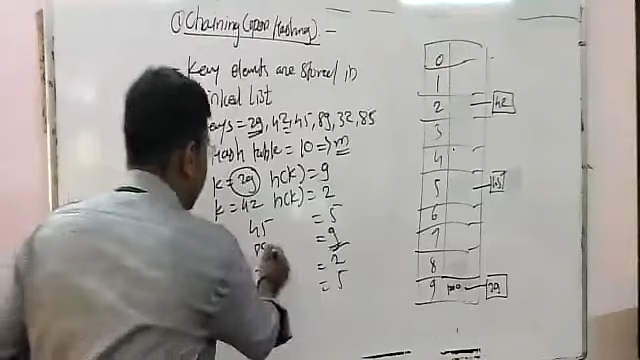 ① Chaining (open Hashing) -
- Key elements are stored in
Linked List
keys = 29, 42, 45, 89, 32, 85
Hash table = 10 => m
k = 29 h(k) = 9
k = 42 h(k) = 2
45 = 5
= 9
= 2
= 5
0
1
2 42
3
4
5 45
6
7
8
9 29